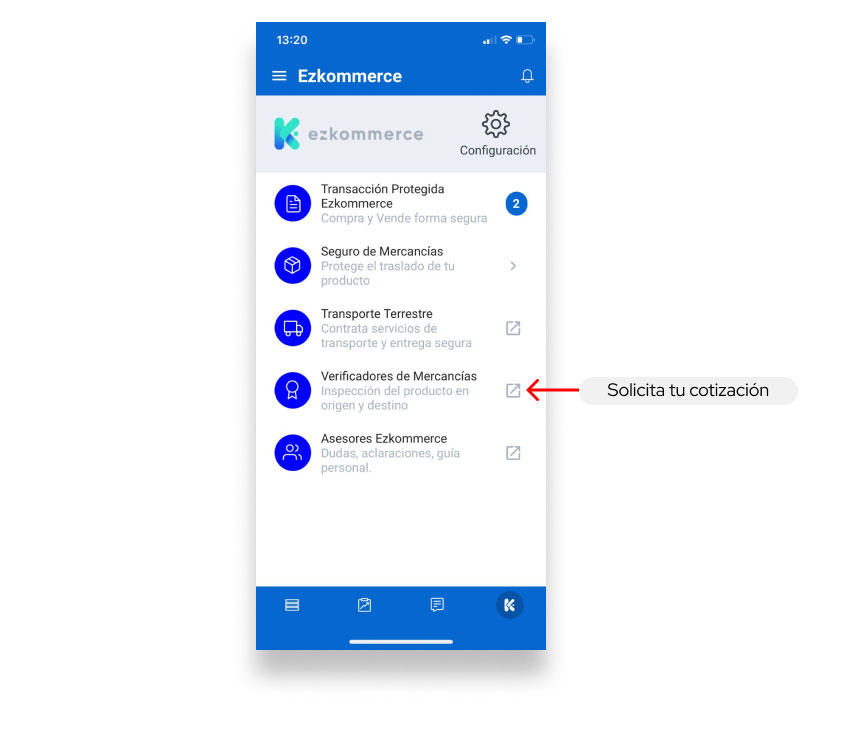 13:20
Ezkommerce
ezkommerce
Configuración
Transacción Protegida
Ezkommerce
Compra y Vende forma segura
2
Seguro de Mercancías
Protege el traslado de tu
producto
Transporte Terrestre
Contrata servicios de
transporte y entrega segura
Verificadores de Mercancías
Inspección del producto en
origen y destino
Solicita tu cotización
Asesores Ezkommerce
Dudas, aclaraciones, guía
personal.